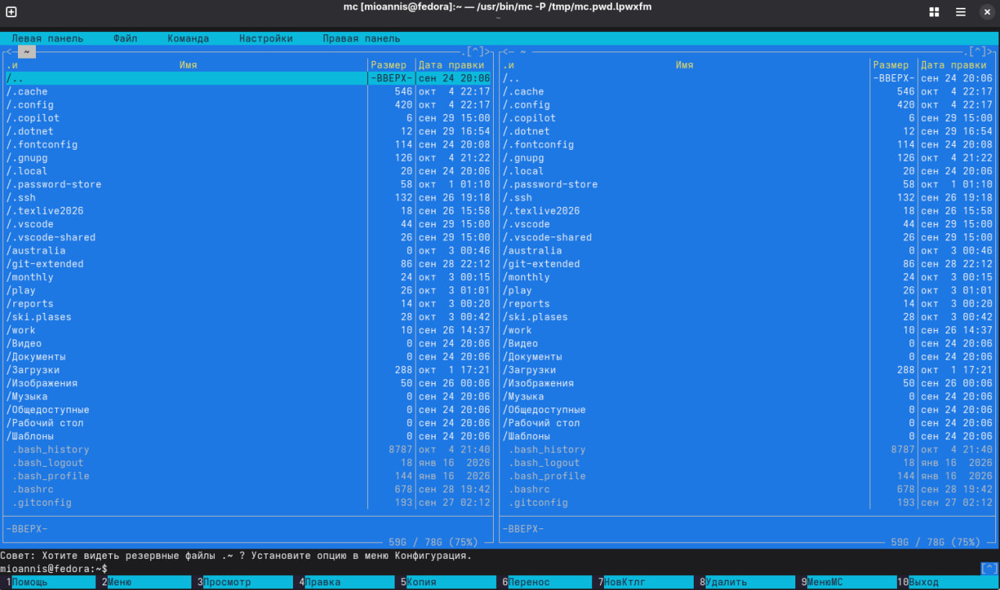 mc [mioannis@fedora]:~ — /usr/bin/mc -P /tmp/mc.pwd.lpwxfm
~
Левая панель Файл Команда Настройки Правая панель
<— ~ .[^]> <— ~ .[^]>
.и Имя Размер Дата правки .и Имя Размер Дата правки
/.. -ВВЕРХ- сен 24 20:06 /.. -ВВЕРХ- сен 24 20:06
/.cache 546 окт 4 22:17 /.cache 546 окт 4 22:17
/.config 420 окт 4 22:17 /.config 420 окт 4 22:17
/.copilot 6 сен 29 15:00 /.copilot 6 сен 29 15:00
/.dotnet 12 сен 29 16:54 /.dotnet 12 сен 29 16:54
/.fontconfig 114 сен 24 20:08 /.fontconfig 114 сен 24 20:08
/.gnupg 126 окт 4 21:22 /.gnupg 126 окт 4 21:22
/.local 20 сен 24 20:06 /.local 20 сен 24 20:06
/.password-store 58 окт 1 01:10 /.password-store 58 окт 1 01:10
/.ssh 132 сен 26 19:18 /.ssh 132 сен 26 19:18
/.texlive2026 18 сен 26 15:58 /.texlive2026 18 сен 26 15:58
/.vscode 44 сен 29 15:00 /.vscode 44 сен 29 15:00
/.vscode-shared 26 сен 29 15:00 /.vscode-shared 26 сен 29 15:00
/australia 0 окт 3 00:46 /australia 0 окт 3 00:46
/git-extended 86 сен 28 22:12 /git-extended 86 сен 28 22:12
/monthly 24 окт 3 00:15 /monthly 24 окт 3 00:15
/play 26 окт 3 01:01 /play 26 окт 3 01:01
/reports 14 окт 3 00:20 /reports 14 окт 3 00:20
/ski.plases 28 окт 3 00:42 /ski.plases 28 окт 3 00:42
/work 10 сен 26 14:37 /work 10 сен 26 14:37
/Видео 0 сен 24 20:06 /Видео 0 сен 24 20:06
/Документы 0 сен 24 20:06 /Документы 0 сен 24 20:06
/Загрузки 288 окт 1 17:21 /Загрузки 288 окт 1 17:21
/Изображения 50 сен 26 00:06 /Изображения 50 сен 26 00:06
/Музыка 0 сен 24 20:06 /Музыка 0 сен 24 20:06
/Общедоступные 0 сен 24 20:06 /Общедоступные 0 сен 24 20:06
/Рабочий стол 0 сен 24 20:06 /Рабочий стол 0 сен 24 20:06
/Шаблоны 0 сен 24 20:06 /Шаблоны 0 сен 24 20:06
.bash_history 8787 окт 4 21:40 .bash_history 8787 окт 4 21:40
.bash_logout 18 янв 16 2026 .bash_logout 18 янв 16 2026
.bash_profile 144 янв 16 2026 .bash_profile 144 янв 16 2026
.bashrc 678 сен 28 19:42 .bashrc 678 сен 28 19:42
.gitconfig 193 сен 27 02:12 .gitconfig 193 сен 27 02:12
-ВВЕРХ- -ВВЕРХ-
59G / 78G (75%) 59G / 78G (75%)
Совет: Хотите видеть резервные файлы .~ ? Установите опцию в меню Конфигурация.
mioannis@fedora:~$ [^]
1Помощь 2Меню 3Просмотр 4Правка 5Копия 6Перенос 7НовКтлг 8Удалить 9МенюMC 10Выход